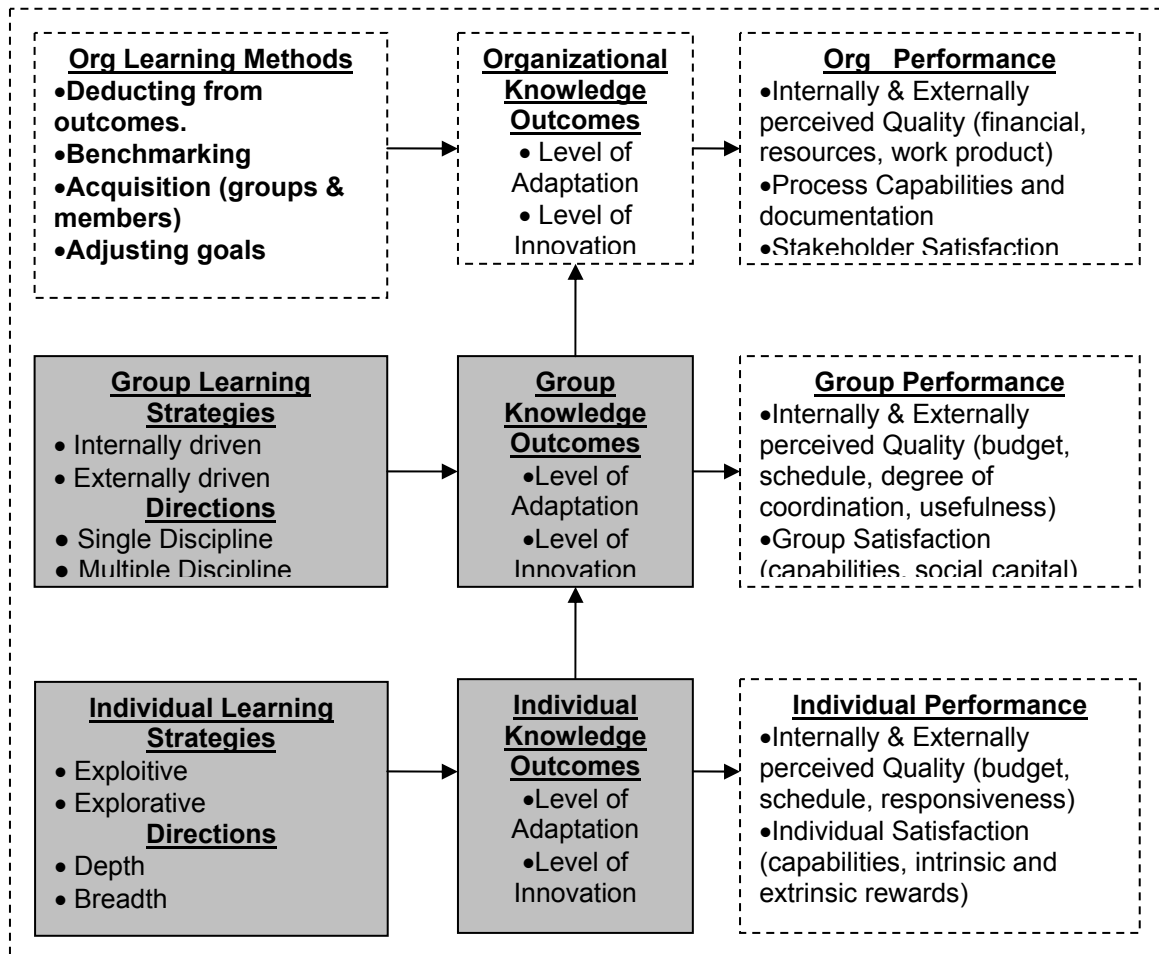 Org Learning Methods
•Deducting from
outcomes.
•Benchmarking
•Acquisition (groups &
members)
•Adjusting goals
Organizational
Knowledge
Outcomes
• Level of
Adaptation
• Level of
Innovation
Org Performance
•Internally & Externally
perceived Quality (financial,
resources, work product)
•Process Capabilities and
documentation
•Stakeholder Satisfaction
Group Learning
Strategies
• Internally driven
• Externally driven
Directions
● Single Discipline
● Multiple Discipline
Group
Knowledge
Outcomes
•Level of
Adaptation
•Level of
Innovation
Group Performance
•Internally & Externally
perceived Quality (budget,
schedule, degree of
coordination, usefulness)
•Group Satisfaction
(capabilities, social capital)
Individual Learning
Strategies
• Exploitive
• Explorative
Directions
• Depth
• Breadth
Individual
Knowledge
Outcomes
•Level of
Adaptation
•Level of
Innovation
Individual Performance
•Internally & Externally
perceived Quality (budget,
schedule, responsiveness)
•Individual Satisfaction
(capabilities, intrinsic and
extrinsic rewards)